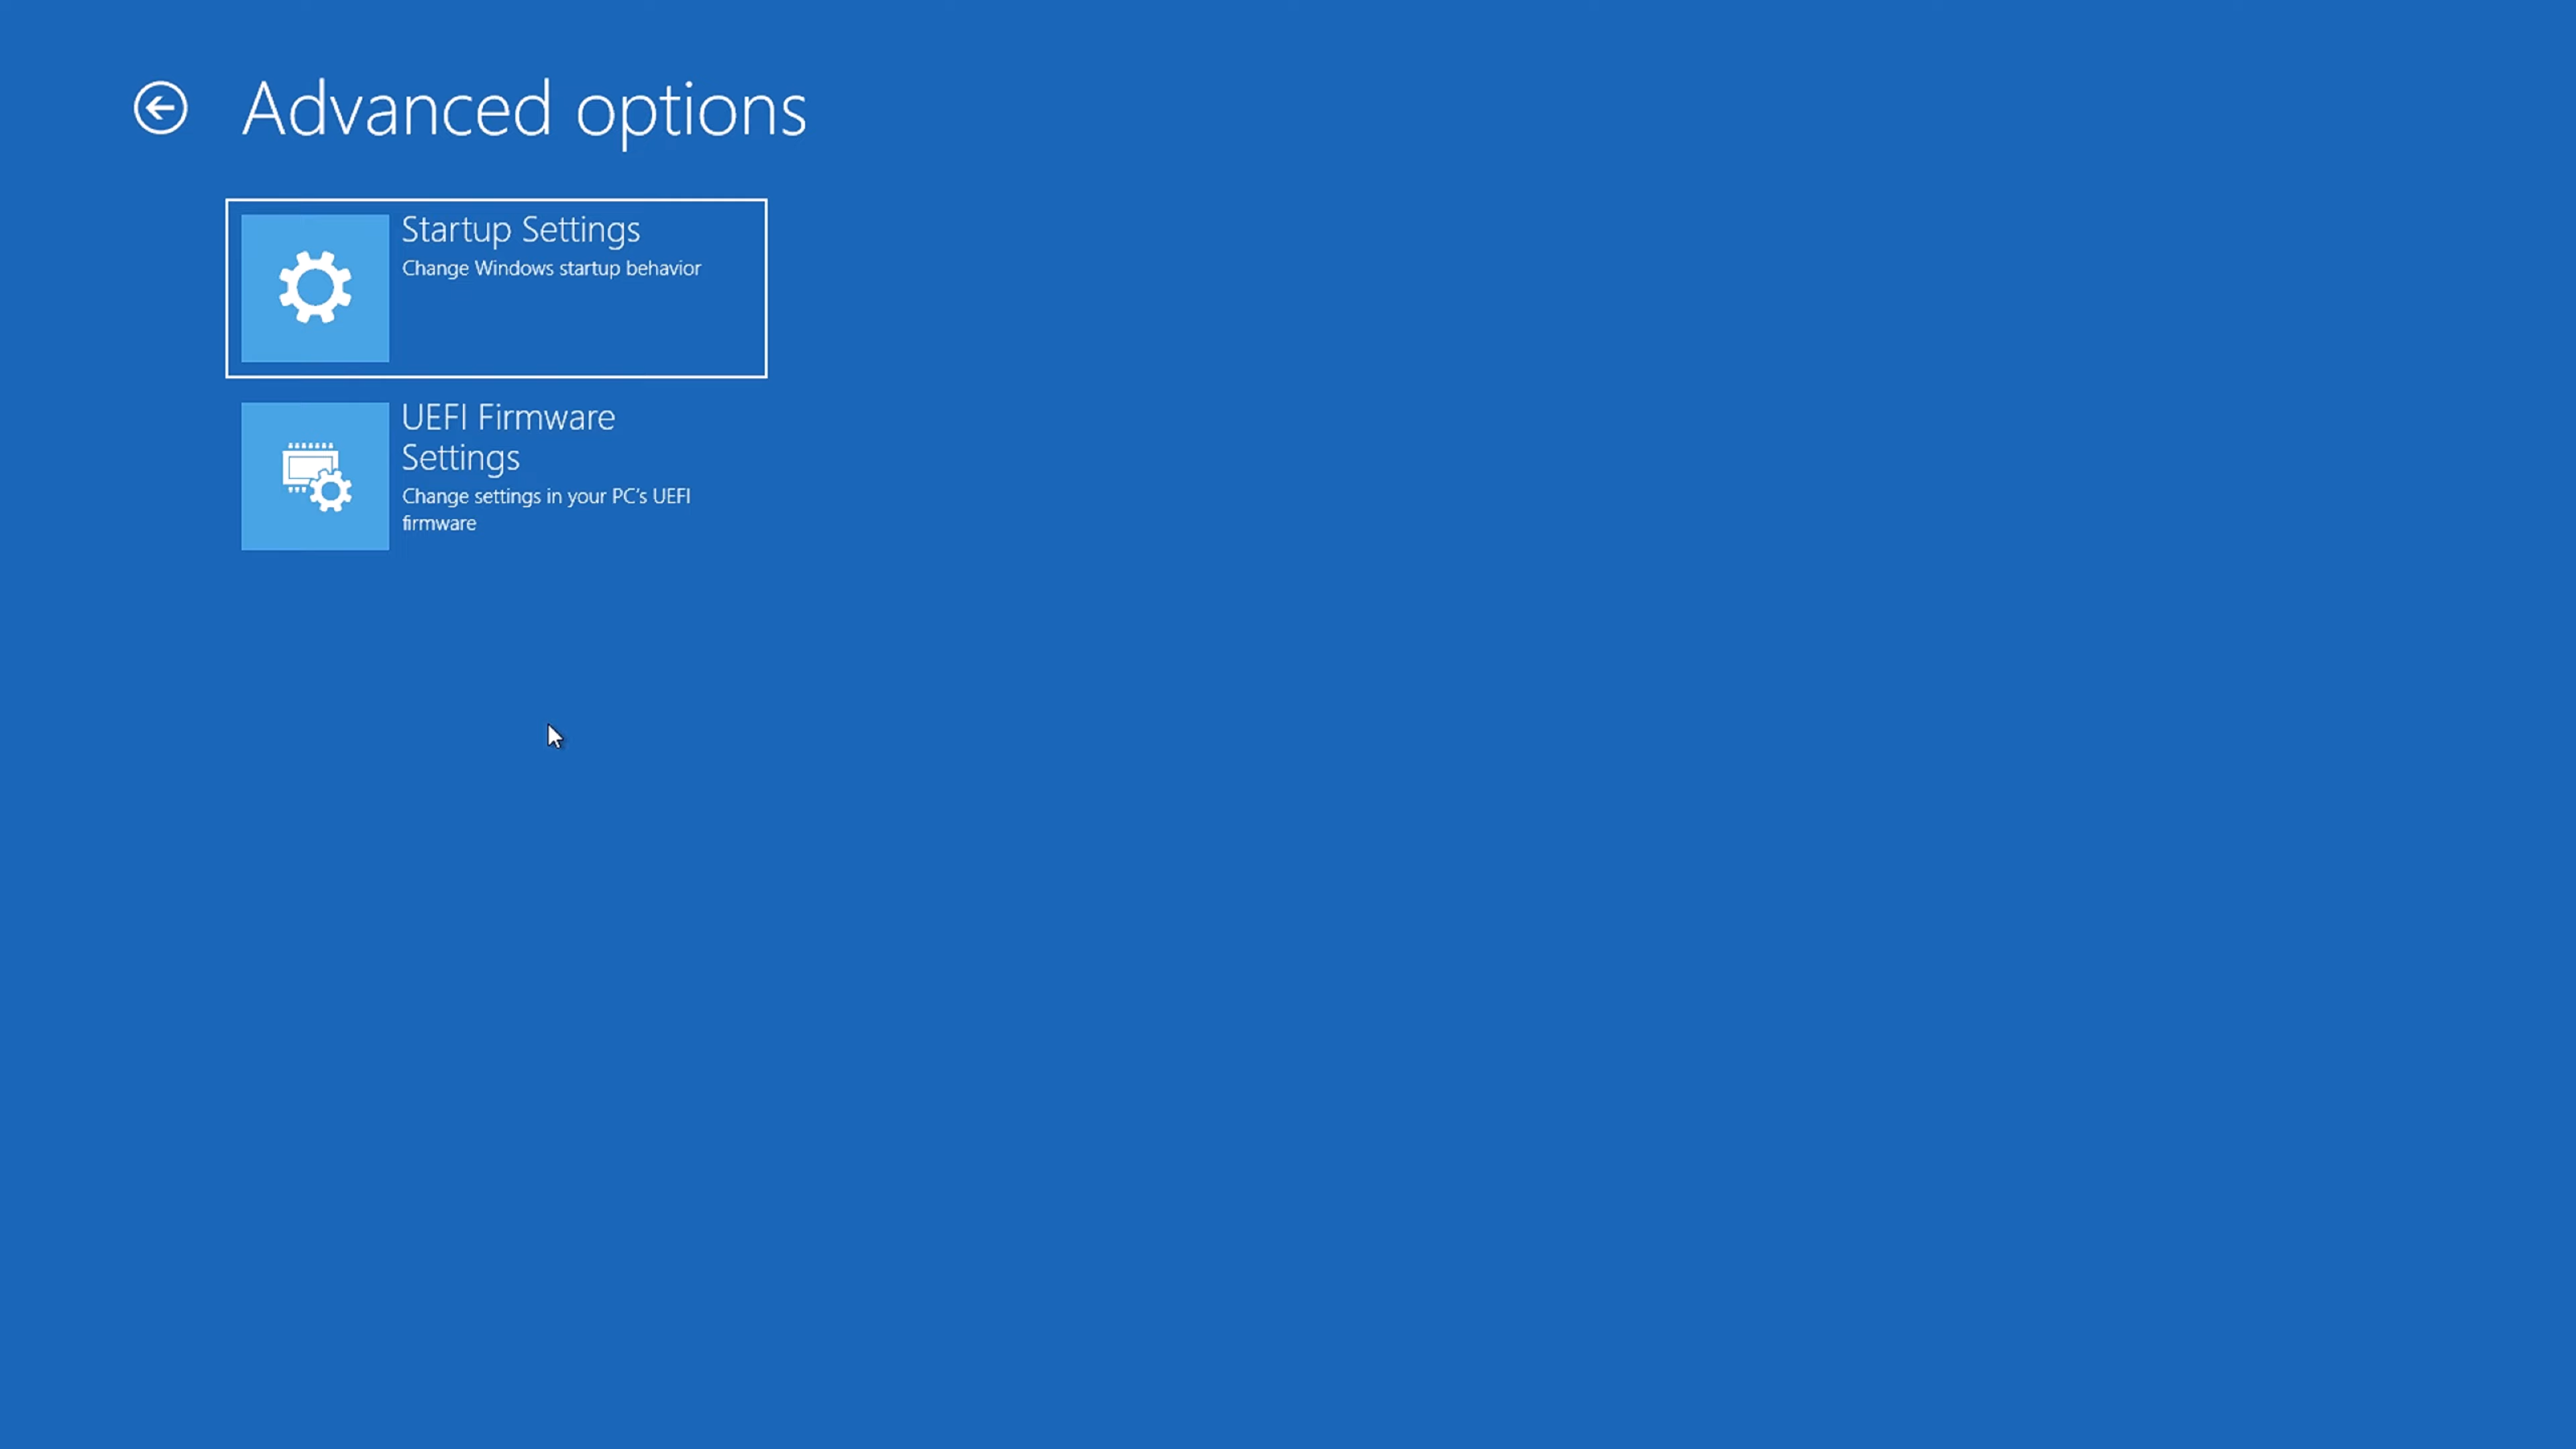 Advanced options
Startup Settings
Change Windows startup behavior
UEFI Firmware
Settings
Change settings in your PC's UEFI
firmware